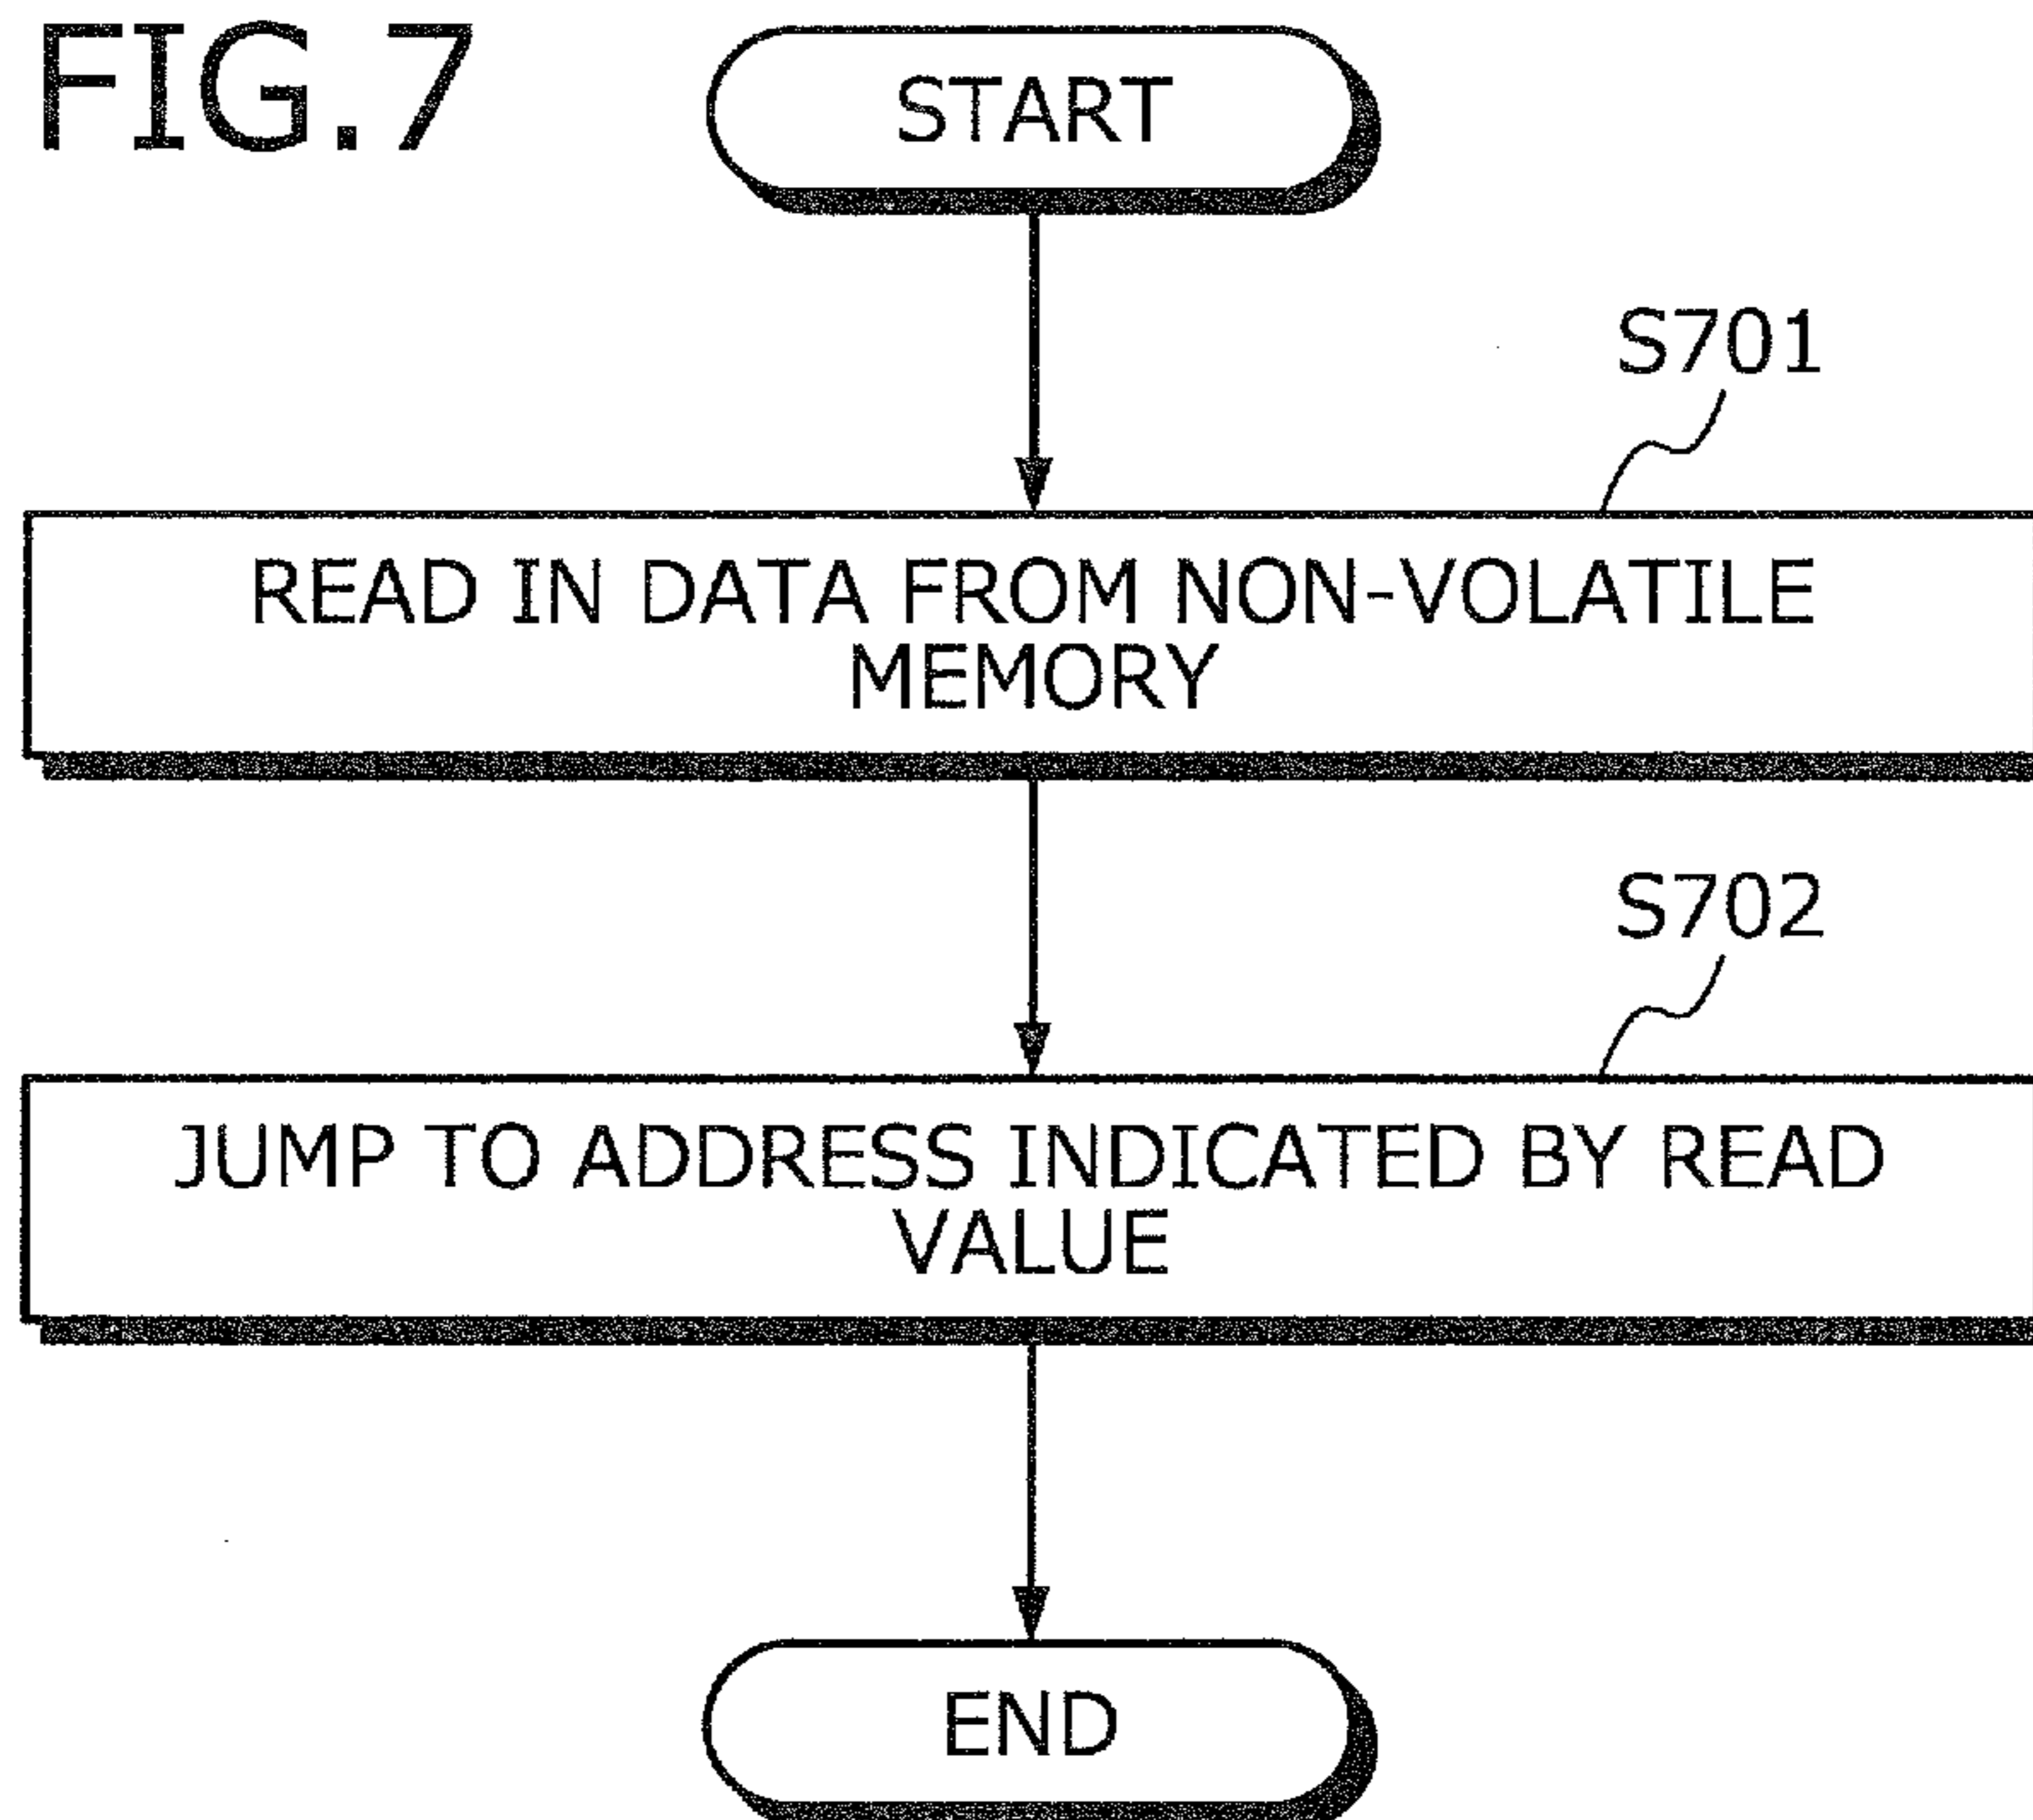 FIG.7
START
S701
READ IN DATA FROM NON-VOLATILE
MEMORY
S702
JUMP TO ADDRESS INDICATED BY READ
VALUE
END